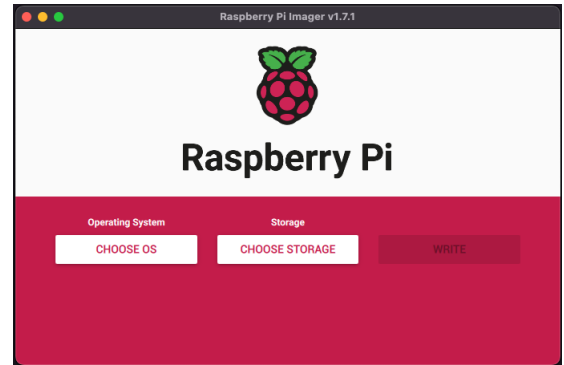 Raspberry Pi Imager v1.7.1
Raspberry Pi
Operating System
Storage
CHOOSE OS
CHOOSE STORAGE
WRITE